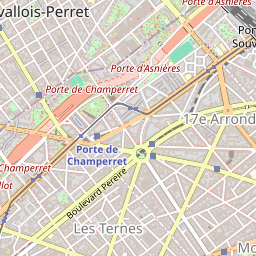 vallois-Perret
Por
Souv
Porte d'Asnières
Porte d'Asnières
Porte de Champerret
17e Arrond
Porte de
Champerret
Champerret
llot
Boulevard Pereire
Les Ternes
Mo